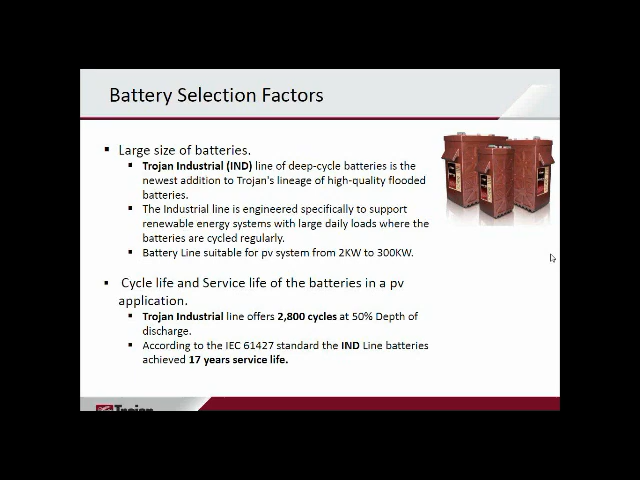 Battery Selection Factors
▪ Large size of batteries.
▪ Trojan Industrial (IND) line of deep-cycle batteries is the
newest addition to Trojan's lineage of high-quality flooded
batteries.
▪ The Industrial line is engineered specifically to support
renewable energy systems with large daily loads where the
batteries are cycled regularly.
▪ Battery Line suitable for pv system from 2KW to 300KW.
▪ Cycle life and Service life of the batteries in a pv
application.
▪ Trojan Industrial line offers 2,800 cycles at 50% Depth of
discharge.
▪ According to the IEC 61427 standard the IND Line batteries
achieved 17 years service life.
Trojan